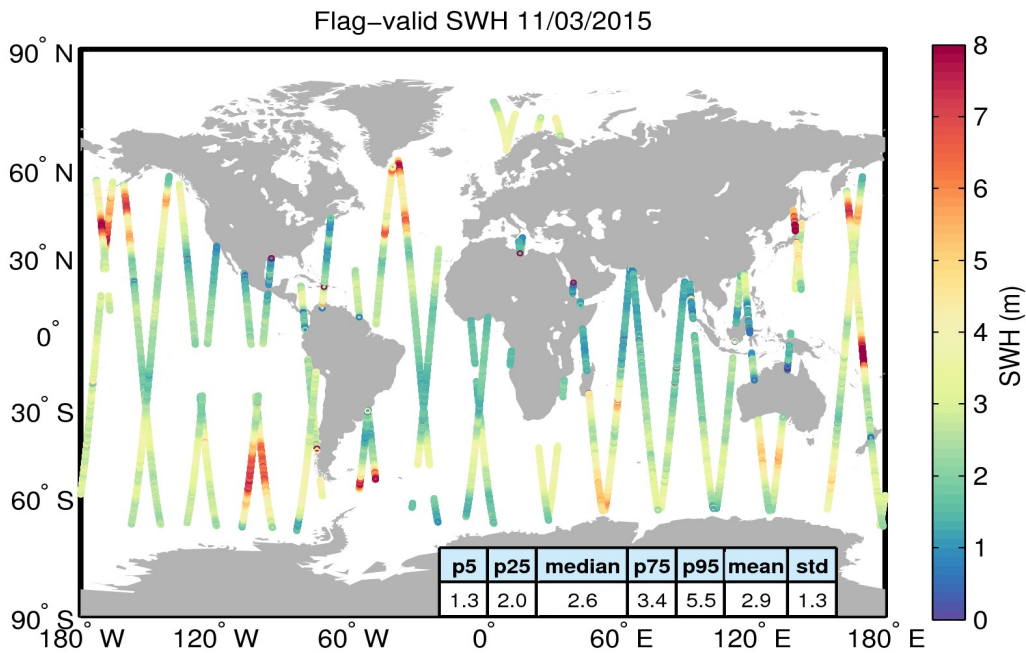 Flag−valid SWH 11/03/2015
90° N
60° N
30° N
0°
30° S
60° S
90° S
180° W
120° W
60° W
0°
60° E
120° E
180° E
p5 p25 median p75 p95 mean std
1.3 2.0 2.6 3.4 5.5 2.9 1.3
8
7
6
5
4
3
2
1
0
SWH (m)